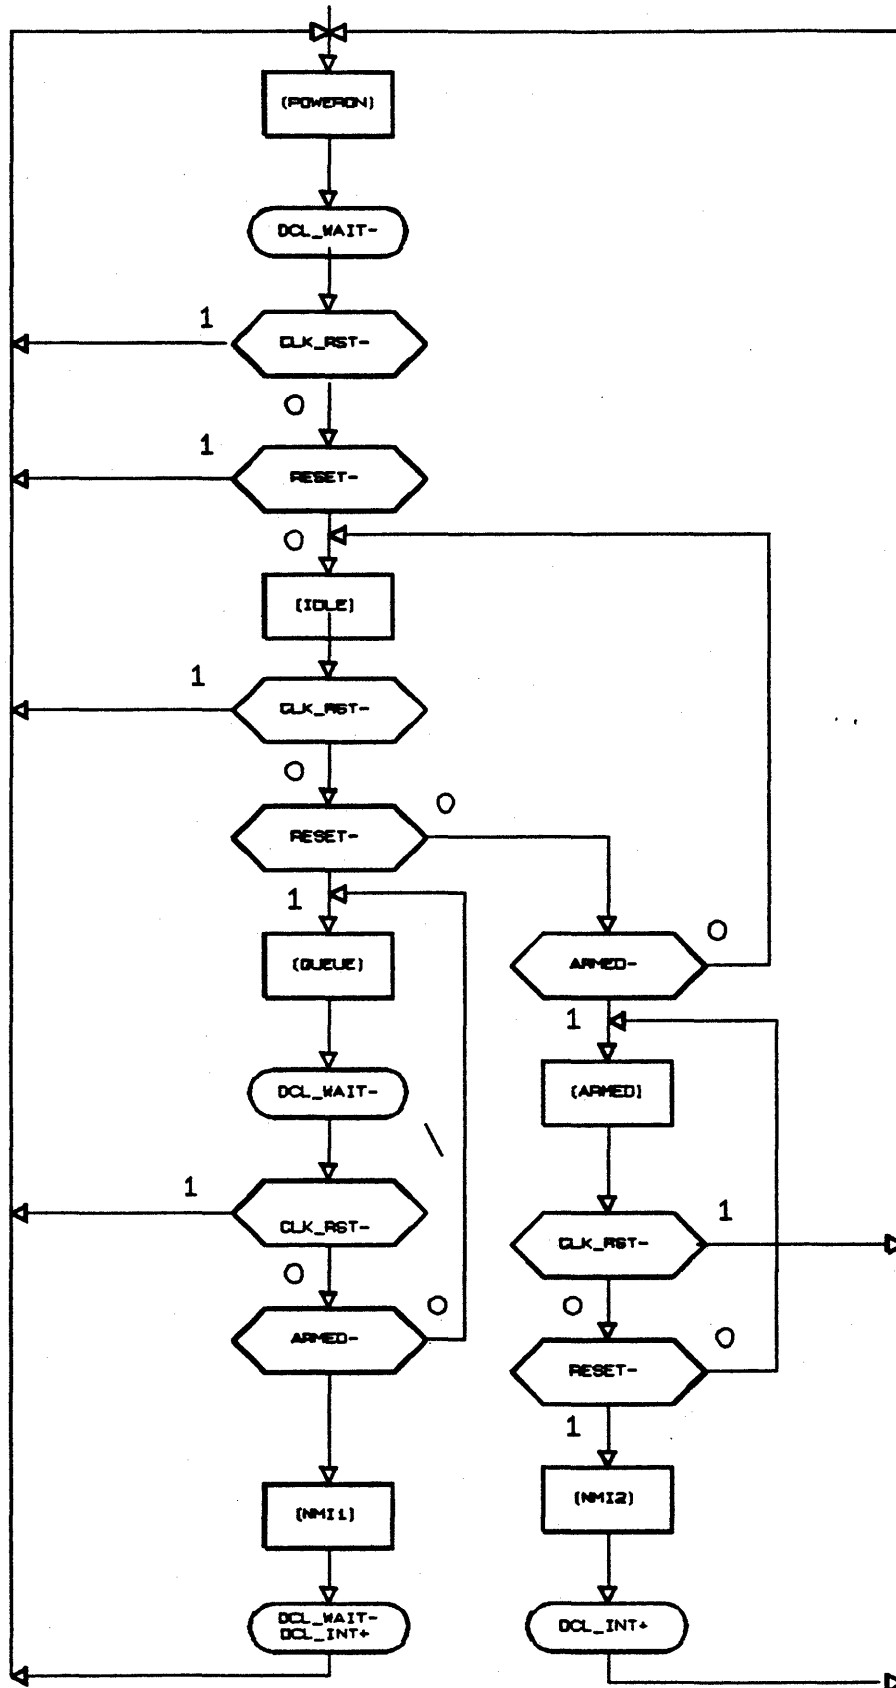 (POWERON)
DCL_WAIT-
1
CLK_RST-
0
1
RESET-
0
(IDLE)
1
CLK_RST-
0
0
RESET-
1
0
(QUEUE)
ARMED-
1
DCL_WAIT-
(ARMED)
1
CLK_RST-
1
CLK_RST-
0
0
0
0
ARMED-
RESET-
1
(NMI1)
(NMI2)
DCL_WAIT-
DCL_INT+
DCL_INT+